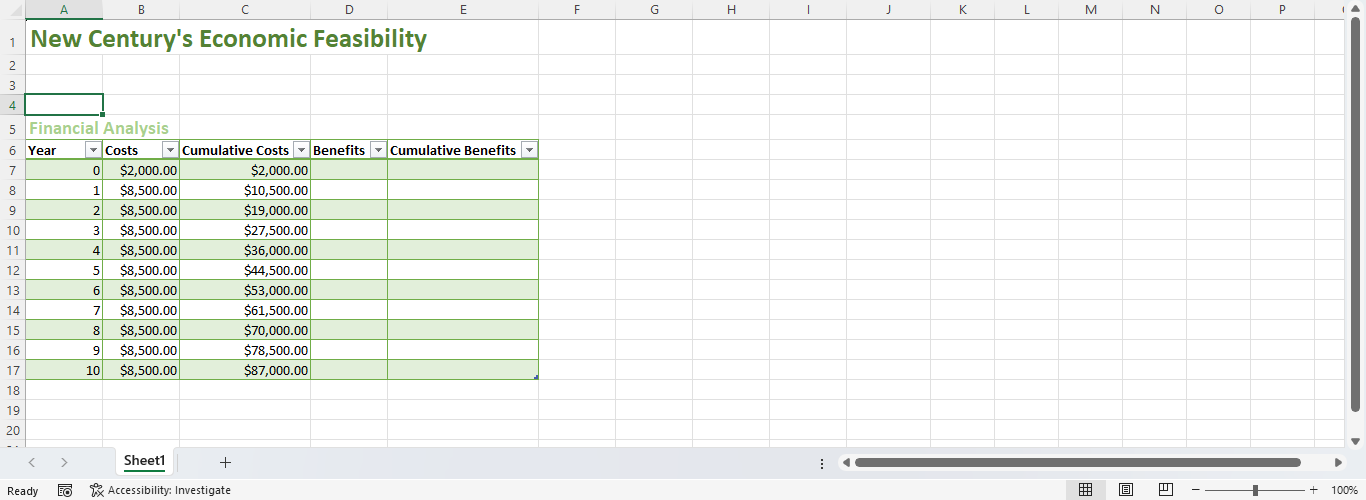 A B C D E F G H I J K L M N O P
1 New Century's Economic Feasibility
2
3
4
5 Financial Analysis
6 Year Costs Cumulative Costs Benefits Cumulative Benefits
7 0 $2,000.00 $2,000.00
8 1 $8,500.00 $10,500.00
9 2 $8,500.00 $19,000.00
10 3 $8,500.00 $27,500.00
11 4 $8,500.00 $36,000.00
12 5 $8,500.00 $44,500.00
13 6 $8,500.00 $53,000.00
14 7 $8,500.00 $61,500.00
15 8 $8,500.00 $70,000.00
16 9 $8,500.00 $78,500.00
17 10 $8,500.00 $87,000.00
18
19
20
Sheet1
Ready Accessibility: Investigate 100%